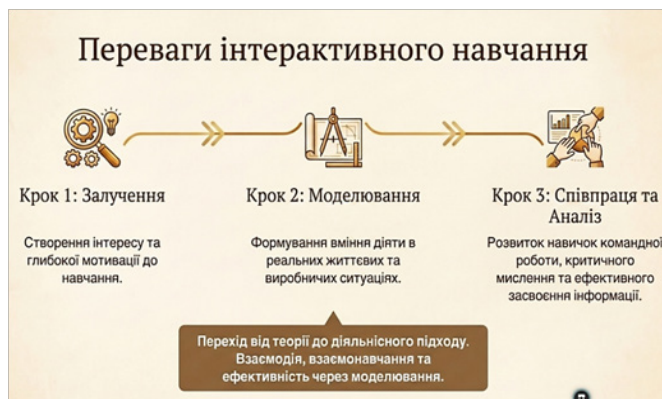 Переваги інтерактивного навчання
Крок 1: Залучення
Створення інтересу та
глибокої мотивації до
навчання.
Крок 2: Моделювання
Формування вміння діяти в
реальних життєвих та
виробничих ситуаціях.
Крок 3: Співпраця та
Аналіз
Розвиток навичок командної
роботи, критичного
мислення та ефективного
засвоєння інформації.
Перехід від теорії до діяльнісного підходу.
Взаємодія, взаємонавчання та
ефективність через моделювання.